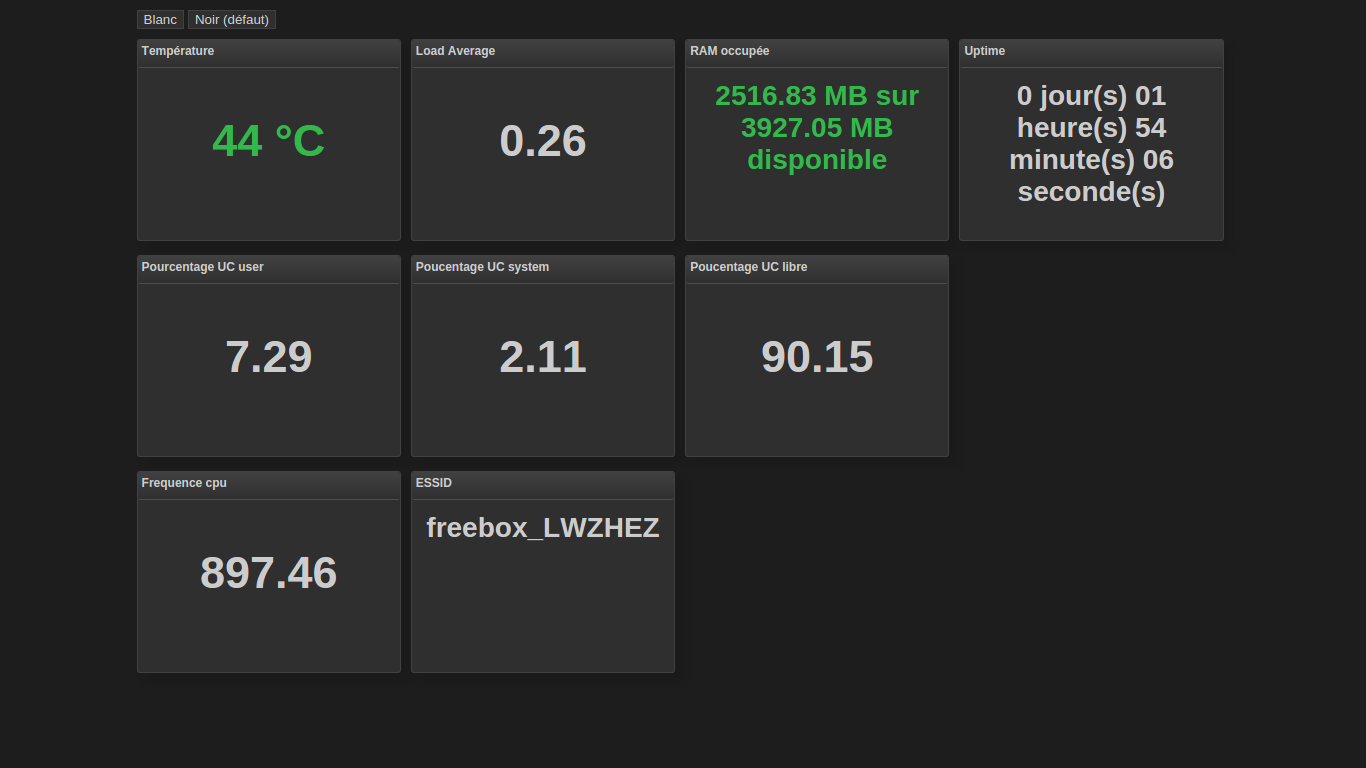 Blanc Noir (défaut)
Température
44 °C
Load Average
0.26
RAM occupée
2516.83 MB sur
3927.05 MB
disponible
Uptime
0 jour(s) 01
heure(s) 54
minute(s) 06
seconde(s)
Pourcentage UC user
7.29
Poucentage UC system
2.11
Poucentage UC libre
90.15
Frequence cpu
897.46
ESSID
freebox_LWZHEZ